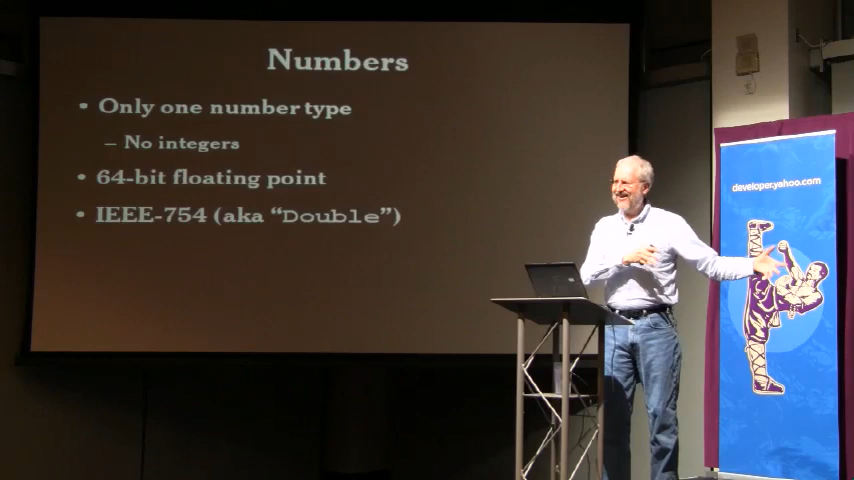 Numbers
• Only one number type
– No integers
• 64-bit floating point
• IEEE-754 (aka “Double”)
developer.yahoo.com